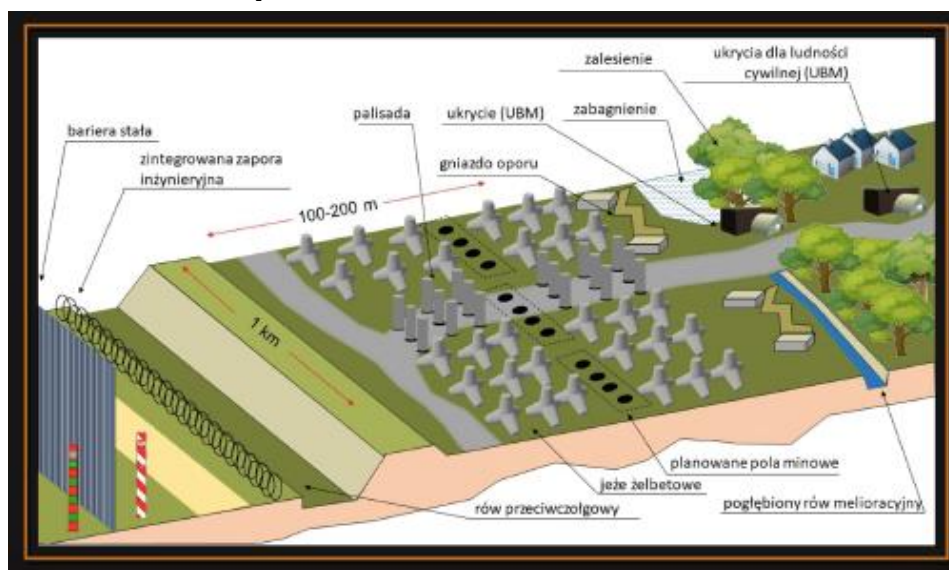 bariera stała
zintegrowana zapora
inżynieryjna
palisada
100-200 m
1 km
ukrycie (UBM)
gniazdo oporu
zalesienie
zabagnienie
ukrycia dla ludności
cywilnej (UBM)
planowane pola minowe
jeże żelbetowe
rów przeciwczołgowy
pogłębiony rów melioracyjny